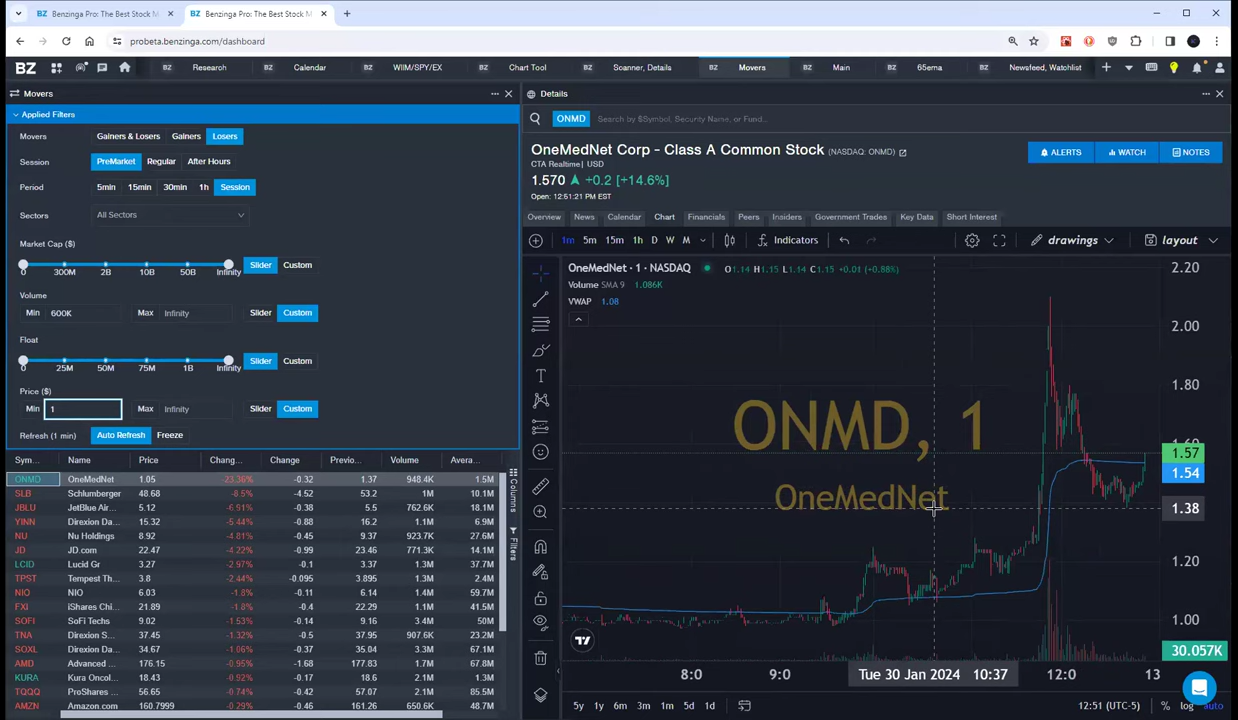 Benzinga Pro: The Best Stock M
Benzinga Pro: The Best Stock M
probeta.benzinga.com/dashboard
BZ
BZ Research
BZ Calendar
BZ WIIM/SPY/EX
BZ Chart Tool
BZ Scanner, Details
BZ Movers
BZ Main
BZ 65ema
BZ Newsfeed, Watchlist
Movers
Applied Filters
Movers Gainers & Losers Gainers Losers
Session PreMarket Regular After Hours
Period 5min 15min 30min 1h Session
Sectors All Sectors
Market Cap ($)
0 300M 2B 10B 50B Infinity Slider Custom
Volume
Min 600K Max Infinity Slider Custom
Float
0 25M 50M 75M 1B Infinity Slider Custom
Price ($)
Min 1 Max Infinity Slider Custom
Refresh (1 min) Auto Refresh Freeze
Sym... Name Price Chang... Change Previo... Volume Avera...
ONMD OneMedNet 1.05 -23.36% -0.32 1.37 948.4K 1.5M
SLB Schlumberger 48.68 -8.5% -4.52 53.2 1M 10.1M
JBLU JetBlue Air... 5.12 -6.91% -0.38 5.5 762.6K 18.1M
YINN Direxion Da... 15.32 -5.44% -0.88 16.2 1.1M 6.9M
NU Nu Holdings 8.92 -4.81% -0.45 9.37 923.7K 27.6M
JD JD.com 22.47 -4.22% -0.99 23.46 771.3K 14.1M
LCID Lucid Gr 3.27 -2.97% -0.1 3.37 1.3M 37.7M
TPST Tempest Th... 3.8 -2.44% -0.095 3.895 1.3M 2.4M
NIO NIO 6.03 -1.8% -0.11 6.14 1.4M 59.7M
FXI iShares Chi... 21.89 -1.8% -0.4 22.29 1.1M 41.5M
SOFI SoFi Techs 9.02 -1.53% -0.14 9.16 3.4M 50M
TNA Direxion S... 37.45 -1.32% -0.5 37.95 907.6K 23.2M
SOXL Direxion Se... 34.67 -1.06% -0.37 35.04 3.3M 67.1M
AMD Advanced ... 176.15 -0.95% -1.68 177.83 1.7M 67.8M
KURA Kura Oncol... 18.43 -0.92% -0.17 18.6 2.1M 1.3M
TQQQ ProShares ... 56.65 -0.74% -0.42 57.07 2.1M 85.5M
AMZN Amazon.com 160.7999 -0.29% -0.46 161.26 650.6K 48.7M
Columns
Filters
Details
ONMD Search by $Symbol, Security Name, or Fund...
OneMedNet Corp - Class A Common Stock (NASDAQ: ONMD)
CTA Realtime | USD
1.570 +0.2 [+14.6%]
Open: 12:51:21 PM EST
ALERTS WATCH NOTES
Overview News Calendar Chart Financials Peers Insiders Government Trades Key Data Short Interest
1m 5m 15m 1h D W M Indicators drawings layout
OneMedNet · 1 · NASDAQ O1.14 H1.15 L1.14 C1.15 +0.01 (+0.88%)
Volume SMA 9 1.086K
VWAP 1.08
ONMD, 1
OneMedNet
2.20
2.00
1.80
1.57
1.54
1.38
1.20
1.00
30.057K
8:0 9:0 Tue 30 Jan 2024 10:37 12:0 13
5y 1y 6m 3m 1m 5d 1d 12:51 (UTC-5) % log auto